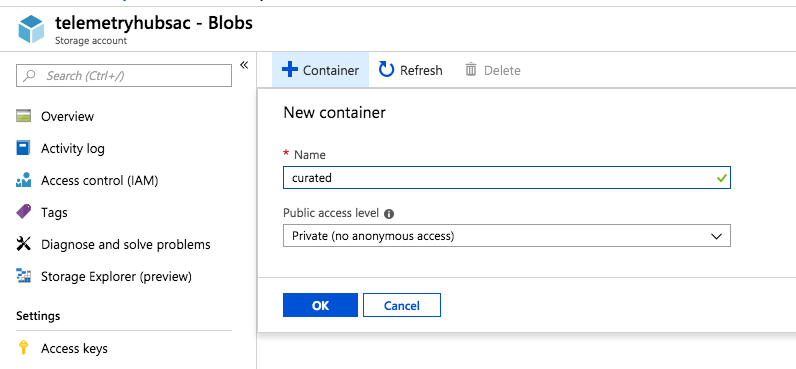 telemetryhubsac - Blobs
Storage account
Search (Ctrl+/)
«
Overview
Activity log
Access control (IAM)
Tags
Diagnose and solve problems
Storage Explorer (preview)
Settings
Access keys
+ Container
Refresh
Delete
New container
* Name
curated
Public access level
Private (no anonymous access)
OK
Cancel